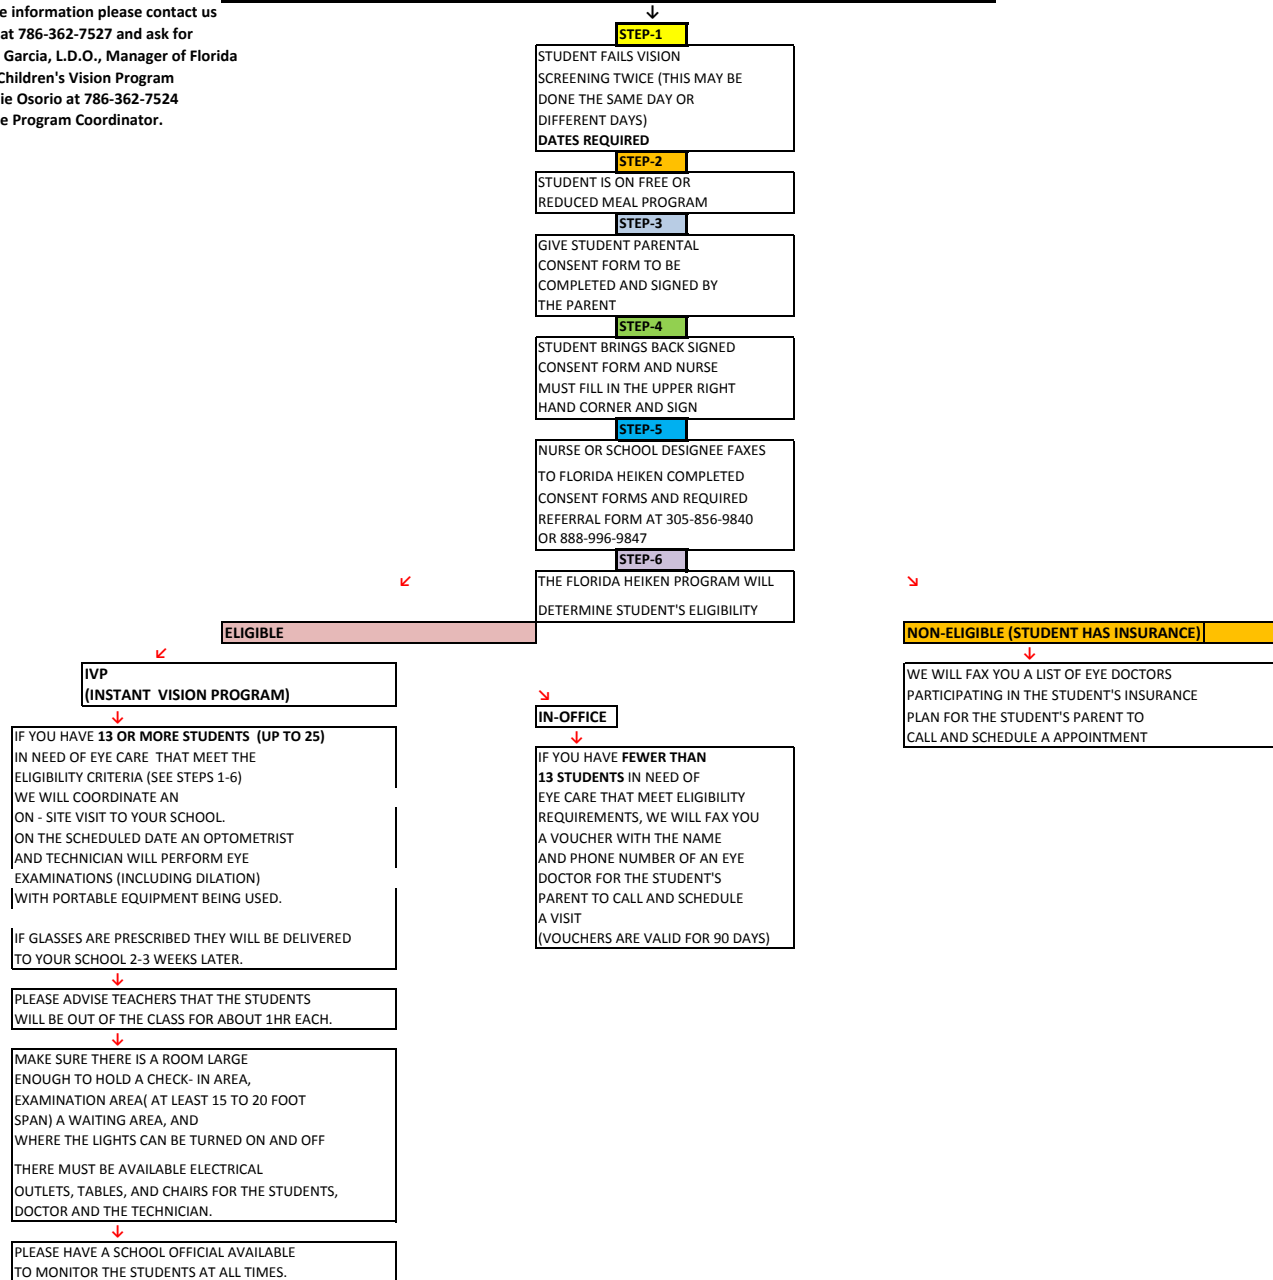 e information please contact us
at 786-362-7527 and ask for
Garcia, L.D.O., Manager of Florida
Children's Vision Program
ie Osorio at 786-362-7524
e Program Coordinator.
STEP-1
STUDENT FAILS VISION
SCREENING TWICE (THIS MAY BE
DONE THE SAME DAY OR
DIFFERENT DAYS)
DATES REQUIRED
STEP-2
STUDENT IS ON FREE OR
REDUCED MEAL PROGRAM
STEP-3
GIVE STUDENT PARENTAL
CONSENT FORM TO BE
COMPLETED AND SIGNED BY
THE PARENT
STEP-4
STUDENT BRINGS BACK SIGNED
CONSENT FORM AND NURSE
MUST FILL IN THE UPPER RIGHT
HAND CORNER AND SIGN
STEP-5
NURSE OR SCHOOL DESIGNEE FAXES
TO FLORIDA HEIKEN COMPLETED
CONSENT FORMS AND REQUIRED
REFERRAL FORM AT 305-856-9840
OR 888-996-9847
STEP-6
THE FLORIDA HEIKEN PROGRAM WILL
DETERMINE STUDENT'S ELIGIBILITY
ELIGIBLE
IVP
(INSTANT  VISION PROGRAM)
IF YOU HAVE 13 OR MORE STUDENTS  (UP TO 25)
IN NEED OF EYE CARE  THAT MEET THE
ELIGIBILITY CRITERIA (SEE STEPS 1-6)
WE WILL COORDINATE AN
ON - SITE VISIT TO YOUR SCHOOL.
ON THE SCHEDULED DATE AN OPTOMETRIST
AND TECHNICIAN WILL PERFORM EYE
EXAMINATIONS (INCLUDING DILATION)
WITH PORTABLE EQUIPMENT BEING USED.
IF GLASSES ARE PRESCRIBED THEY WILL BE DELIVERED
TO YOUR SCHOOL 2-3 WEEKS LATER.
PLEASE ADVISE TEACHERS THAT THE STUDENTS
WILL BE OUT OF THE CLASS FOR ABOUT 1HR EACH.
MAKE SURE THERE IS A ROOM LARGE
ENOUGH TO HOLD A CHECK- IN AREA,
EXAMINATION AREA( AT LEAST 15 TO 20 FOOT
SPAN) A WAITING AREA, AND
WHERE THE LIGHTS CAN BE TURNED ON AND OFF
THERE MUST BE AVAILABLE ELECTRICAL
OUTLETS, TABLES, AND CHAIRS FOR THE STUDENTS,
DOCTOR AND THE TECHNICIAN.
PLEASE HAVE A SCHOOL OFFICIAL AVAILABLE
TO MONITOR THE STUDENTS AT ALL TIMES.
IN-OFFICE
IF YOU HAVE FEWER THAN
13 STUDENTS IN NEED OF
EYE CARE THAT MEET ELIGIBILITY
REQUIREMENTS, WE WILL FAX YOU
A VOUCHER WITH THE NAME
AND PHONE NUMBER OF AN EYE
DOCTOR FOR THE STUDENT'S
PARENT TO CALL AND SCHEDULE
A VISIT
(VOUCHERS ARE VALID FOR 90 DAYS)
NON-ELIGIBLE (STUDENT HAS INSURANCE)
WE WILL FAX YOU A LIST OF EYE DOCTORS
PARTICIPATING IN THE STUDENT'S INSURANCE
PLAN FOR THE STUDENT'S PARENT TO
CALL AND SCHEDULE A APPOINTMENT